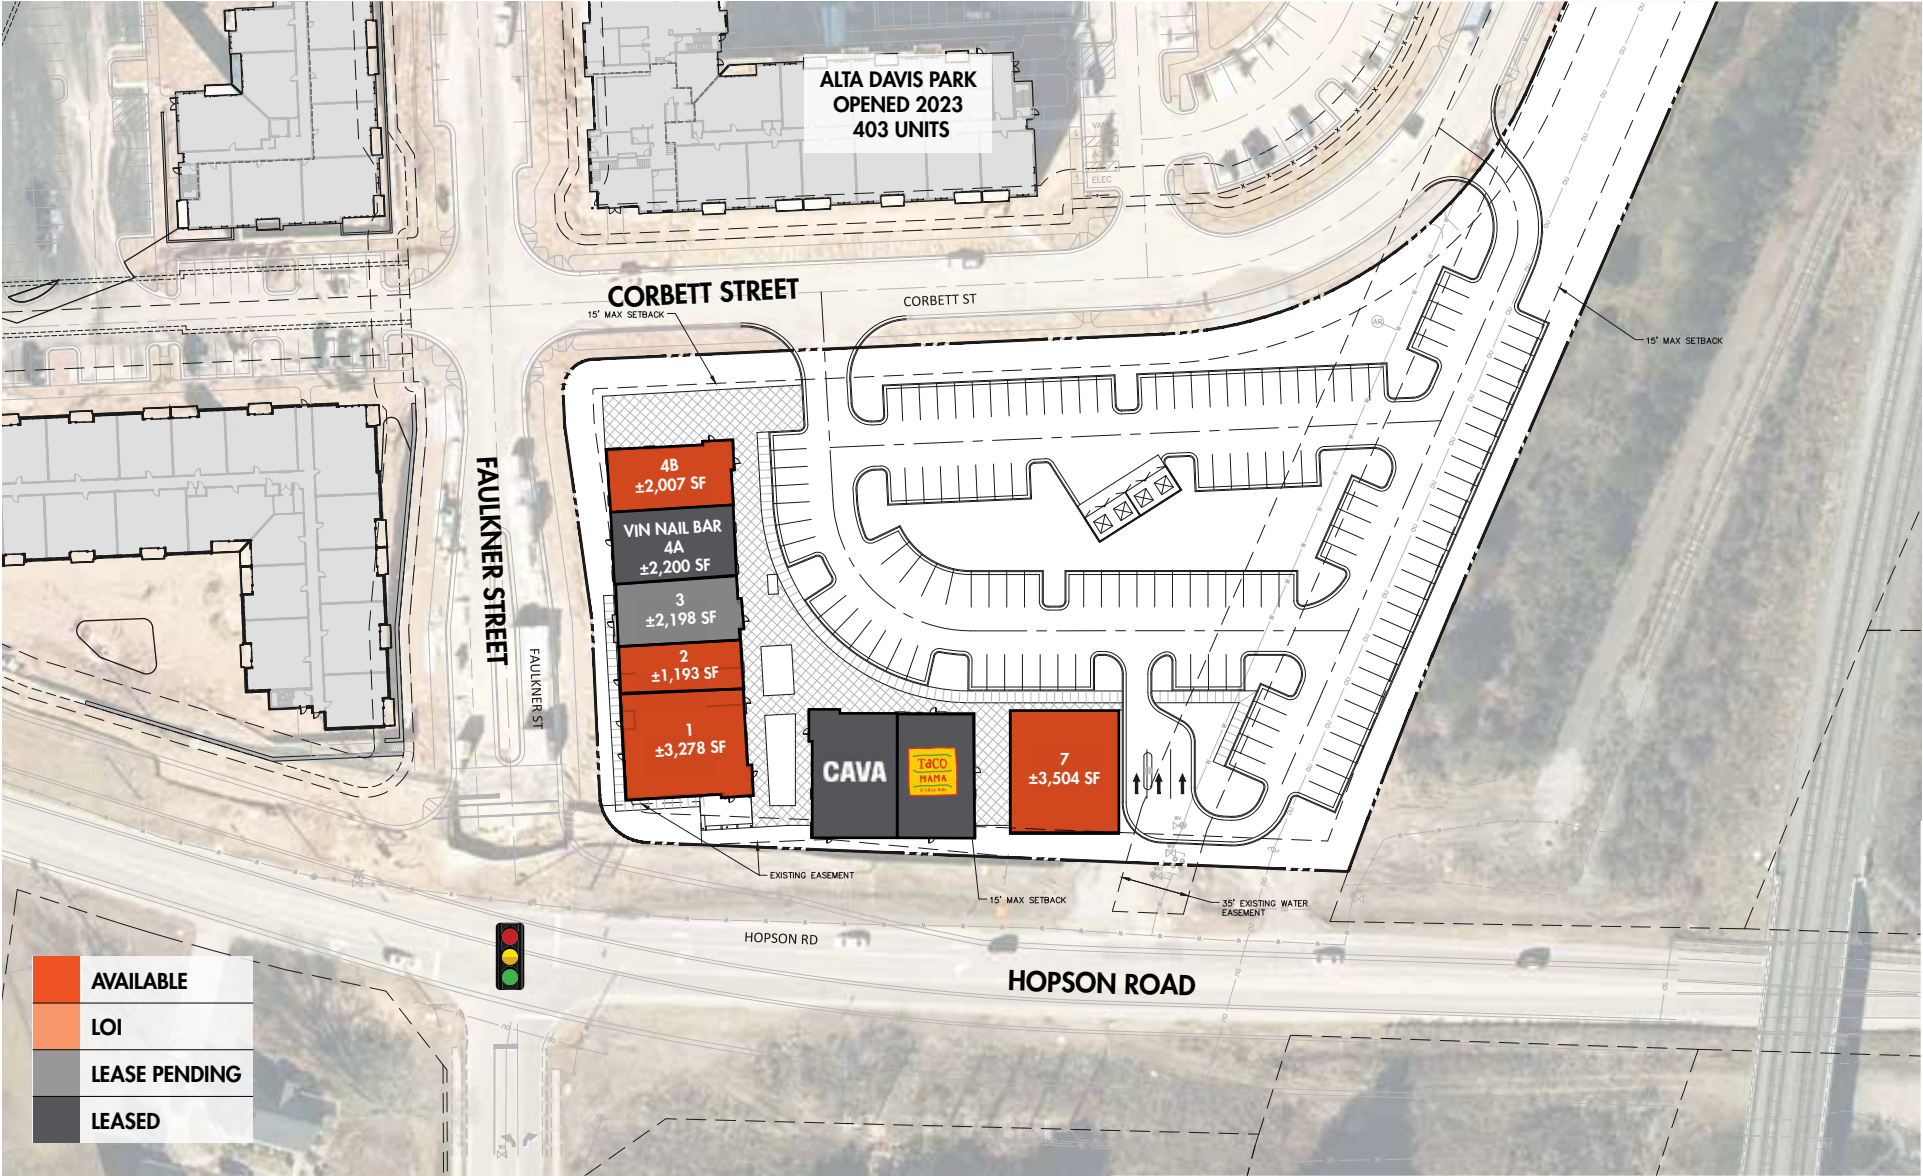 ALTA DAVIS PARK
OPENED 2023
403 UNITS
VAN
ELEC
CORBETT STREET
CORBETT ST
15' MAX SETBACK
15' MAX SETBACK
FAULKNER STREET
FAULKNER ST
4B
±2,007 SF
VIN NAIL BAR
4A
±2,200 SF
3
±2,198 SF
2
±1,193 SF
1
±3,278 SF
CAVA
TaCO
MAMA
7
±3,504 SF
EXISTING EASEMENT
15' MAX SETBACK
35' EXISTING WATER
EASEMENT
HOPSON RD
HOPSON ROAD
AVAILABLE
LOI
LEASE PENDING
LEASED